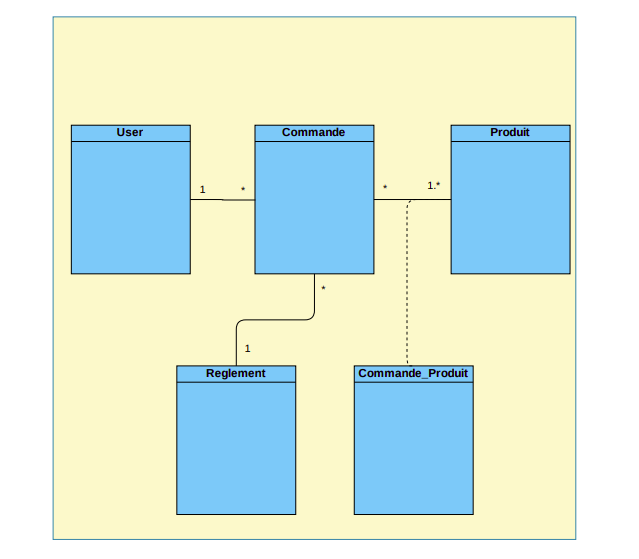 User
Commande
Produit
1
*
*
1.*
*
1
Reglement
Commande_Produit